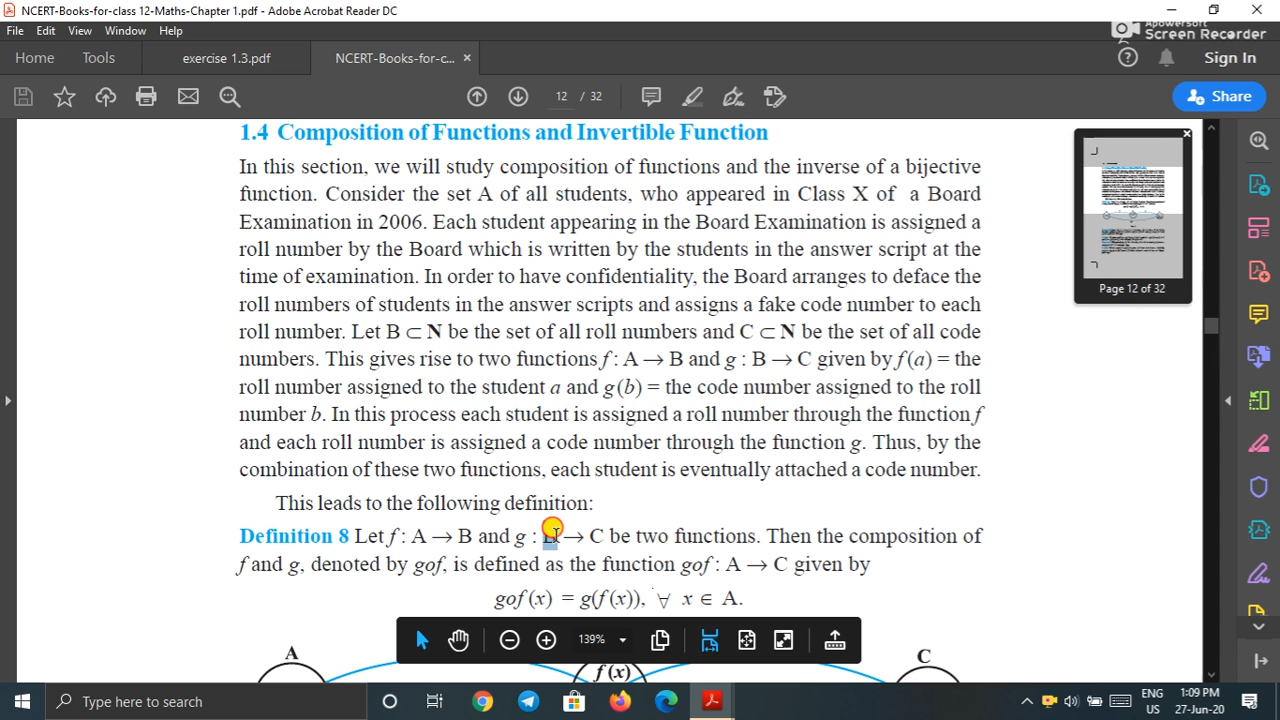 NCERT-Books-for-class 12-Maths-Chapter 1.pdf - Adobe Acrobat Reader DC
File Edit View Window Help
Apowersoft
Screen Recorder
Home Tools exercise 1.3.pdf NCERT-Books-for-c... × Sign In
12 / 32 Share
1.4 Composition of Functions and Invertible Function
In this section, we will study composition of functions and the inverse of a bijective
function. Consider the set A of all students, who appeared in Class X of a Board
Examination in 2006. Each student appearing in the Board Examination is assigned a
roll number by the Board which is written by the students in the answer script at the
time of examination. In order to have confidentiality, the Board arranges to deface the
roll numbers of students in the answer scripts and assigns a fake code number to each
roll number. Let B ⊂ N be the set of all roll numbers and C ⊂ N be the set of all code
numbers. This gives rise to two functions f : A → B and g : B → C given by f (a) = the
roll number assigned to the student a and g (b) = the code number assigned to the roll
number b. In this process each student is assigned a roll number through the function f
and each roll number is assigned a code number through the function g. Thus, by the
combination of these two functions, each student is eventually attached a code number.
This leads to the following definition:
Definition 8 Let f : A → B and g : B → C be two functions. Then the composition of
f and g, denoted by gof, is defined as the function gof : A → C given by
gof (x) = g(f (x)), ∀ x ∈ A.
Page 12 of 32
139%
A f (x) C
Type here to search
ENG
US
1:09 PM
27-Jun-20